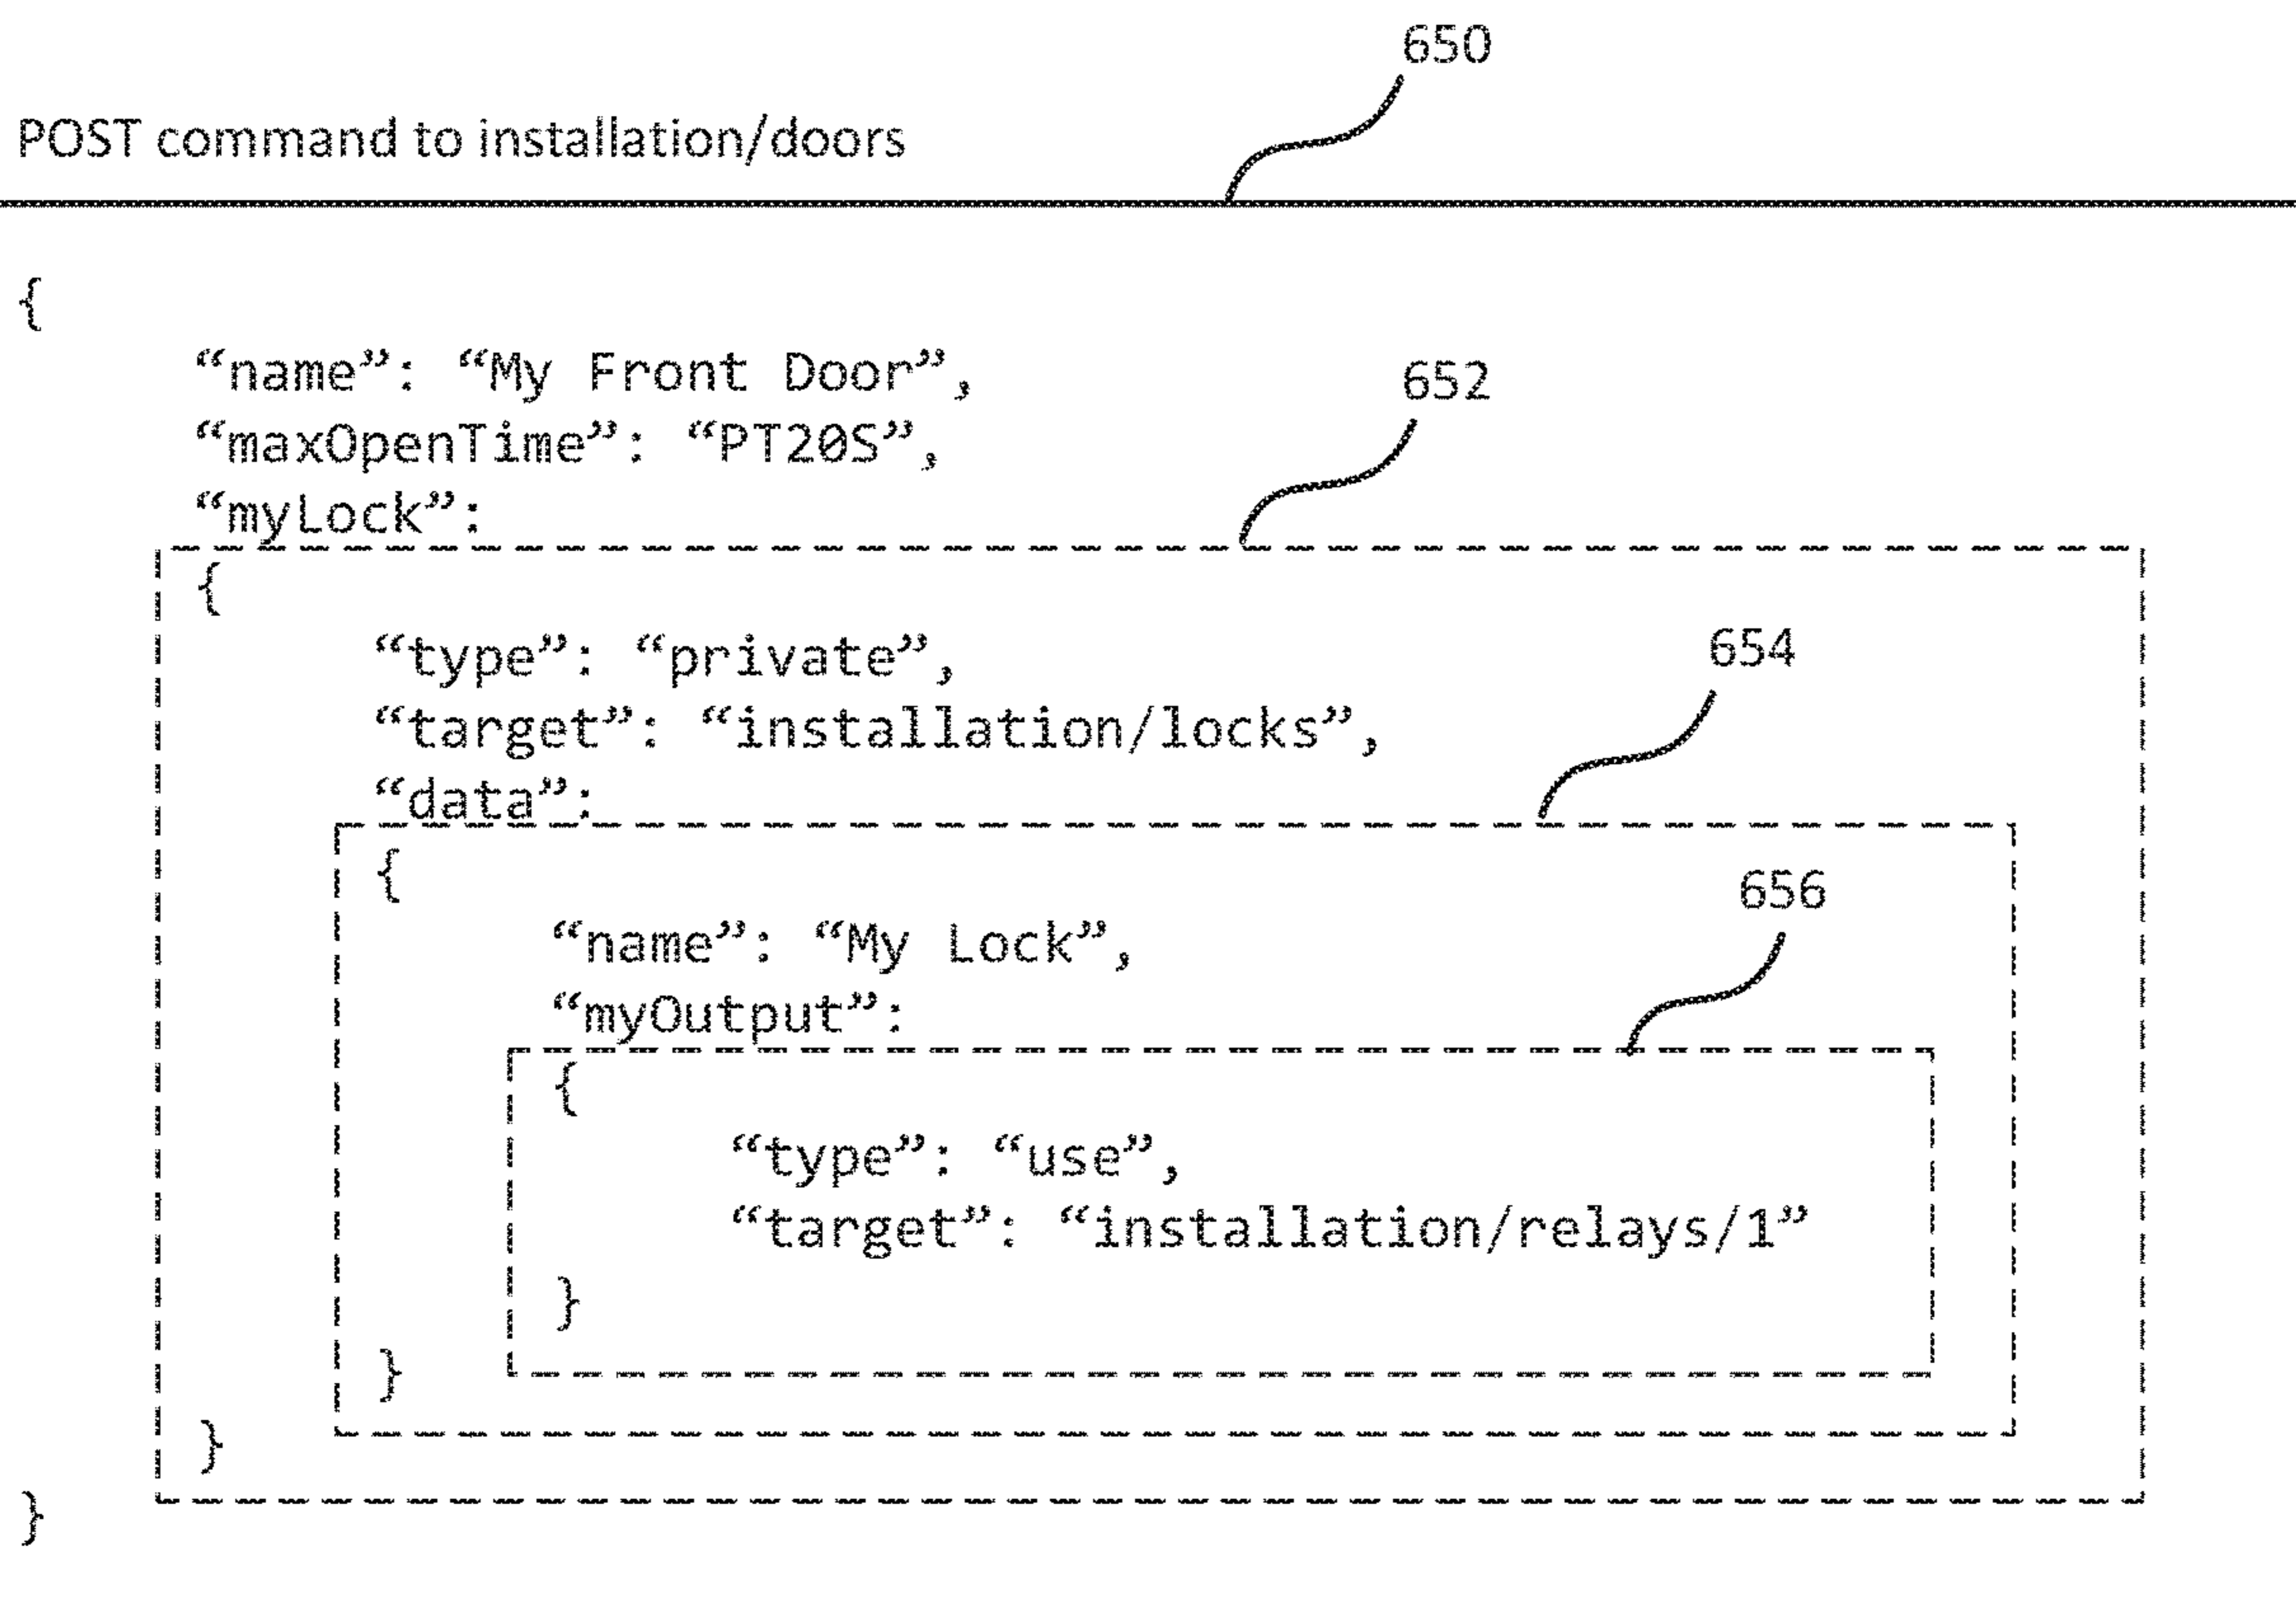 650
POST command to installation/doors
{
“name”: “My Front Door”,
652
“maxOpenTime”: “PT20S”,
“myLock”:
{
“type”: “private”,
654
“target”: “installation/locks”,
“data”:
{
656
“name”: “My Lock”,
“myOutput”:
{
“type”: “use”,
“target”: “installation/relays/1”
}
}
}
}